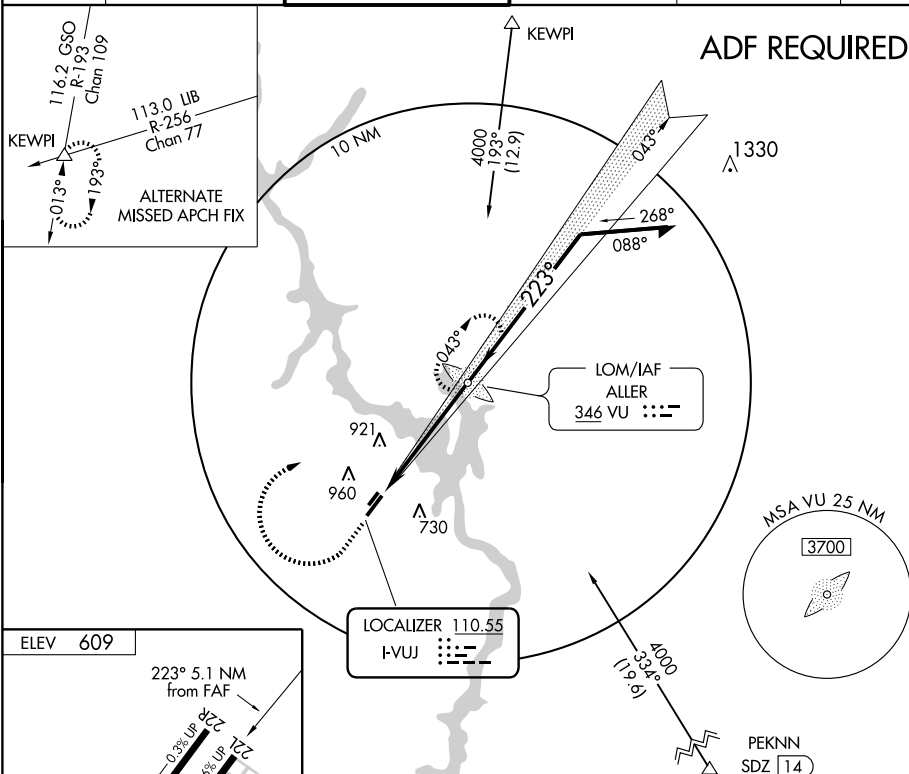 116.2 GSO
R-193
Chan 109
113.0 LIB
R-256
Chan 77
KEWPI
013°
193°
ALTERNATE
MISSED APCH FIX
KEWPI
ADF REQUIRED
10 NM
4000
193°
(12.9)
043°
1330
268°
088°
223°
043°
LOM/IAF
ALLER
346 VU
921
960
730
MSA VU 25 NM
3700
LOCALIZER 110.55
I-VUJ
4000
334°
(19.6)
PEKNN
SDZ 14
ELEV 609
223° 5.1 NM
from FAF
22R
22L
0.3% UP
6% UP